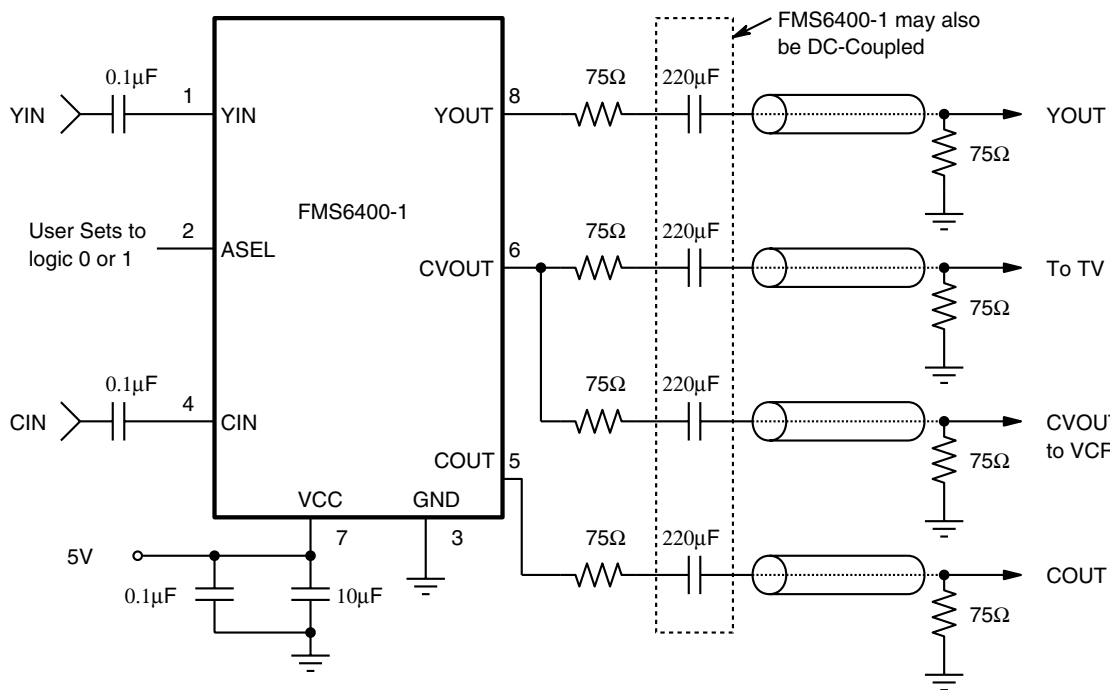 FMS6400-1 may also
be DC-Coupled
0.1µF
75Ω
220µF
YIN
1
YIN
YOUT
8
YOUT
75Ω
FMS6400-1
User Sets to
logic 0 or 1
2
ASEL
75Ω
220µF
CVOUT
6
To TV
75Ω
0.1µF
75Ω
220µF
CIN
4
CIN
CVOUT
to VCF
75Ω
COUT
5
VCC
GND
7
3
75Ω
220µF
5V
COUT
0.1µF
10µF
75Ω